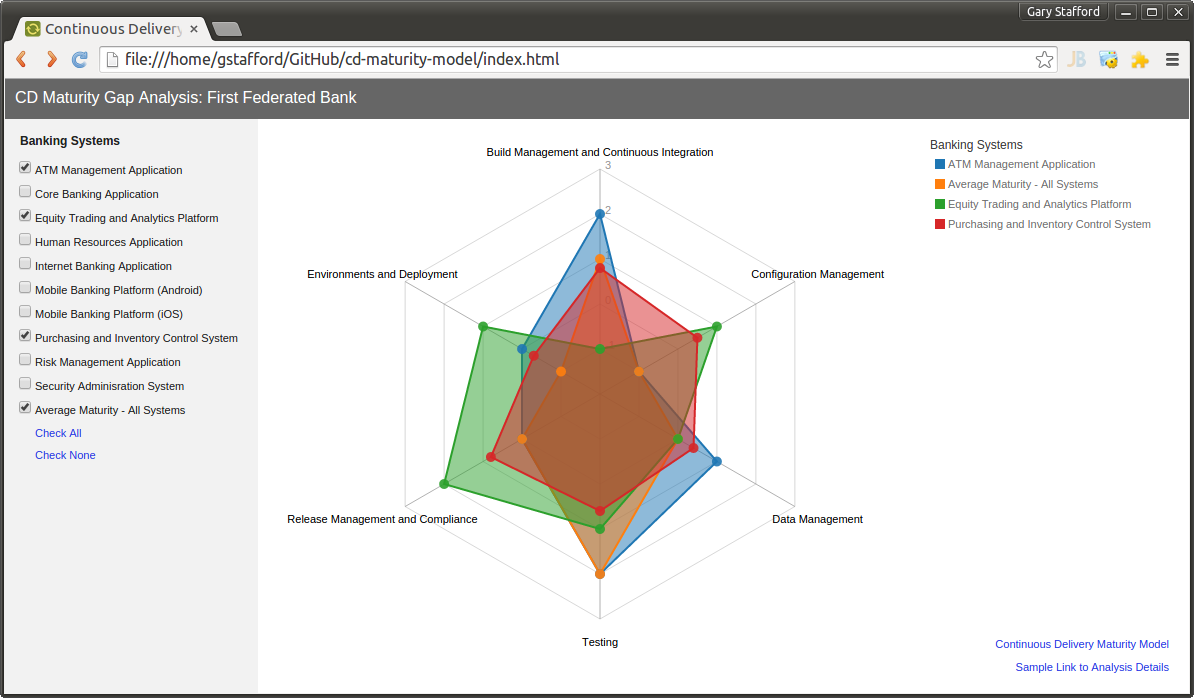 Gary Stafford
Continuous Delivery
file:///home/gstafford/GitHub/cd-maturity-model/index.html
JB
CD Maturity Gap Analysis: First Federated Bank
Banking Systems
ATM Management Application
Core Banking Application
Equity Trading and Analytics Platform
Human Resources Application
Internet Banking Application
Mobile Banking Platform (Android)
Mobile Banking Platform (iOS)
Purchasing and Inventory Control System
Risk Management Application
Security Adminisration System
Average Maturity - All Systems
Check All
Check None
Build Management and Continuous Integration
3
2
0
Environments and Deployment
Configuration Management
Release Management and Compliance
Data Management
Testing
Banking Systems
ATM Management Application
Average Maturity - All Systems
Equity Trading and Analytics Platform
Purchasing and Inventory Control System
Continuous Delivery Maturity Model
Sample Link to Analysis Details